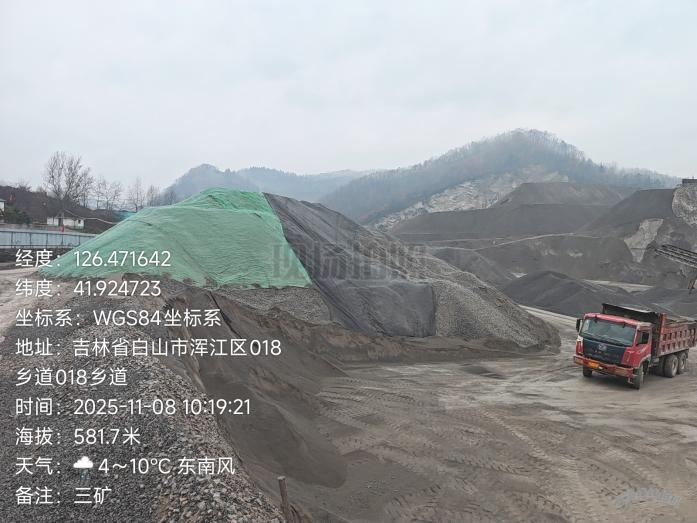 经度：126.471642
纬度：41.924723
坐标系：WGS84坐标系
地址：吉林省白山市浑江区018
乡道018乡道
时间：2025-11-08 10:19:21
海拔：581.7米
天气：🌧 4～10℃ 东南风
备注：三矿